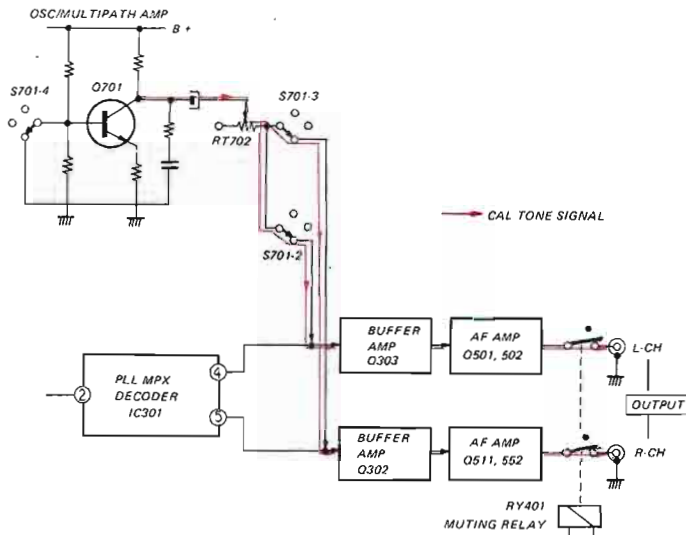 OSC/MULTIPATH AMP
B +
S701-4
Q701
S701-3
RT702
CAL TONE SIGNAL
S701-2
BUFFER
AMP
Q303
AF AMP
Q501, 502
L-CH
4
PLL MPX
DECODER
IC301
2
5
OUTPUT
BUFFER
AMP
Q302
AF AMP
Q511, 552
R-CH
RY401
MUTING RELAY